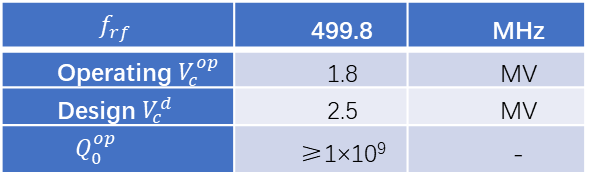 f_rf 499.8 MHz
Operating V_c^op 1.8 MV
Design V_c^d 2.5 MV
Q_0^op ≥1×10⁹ -